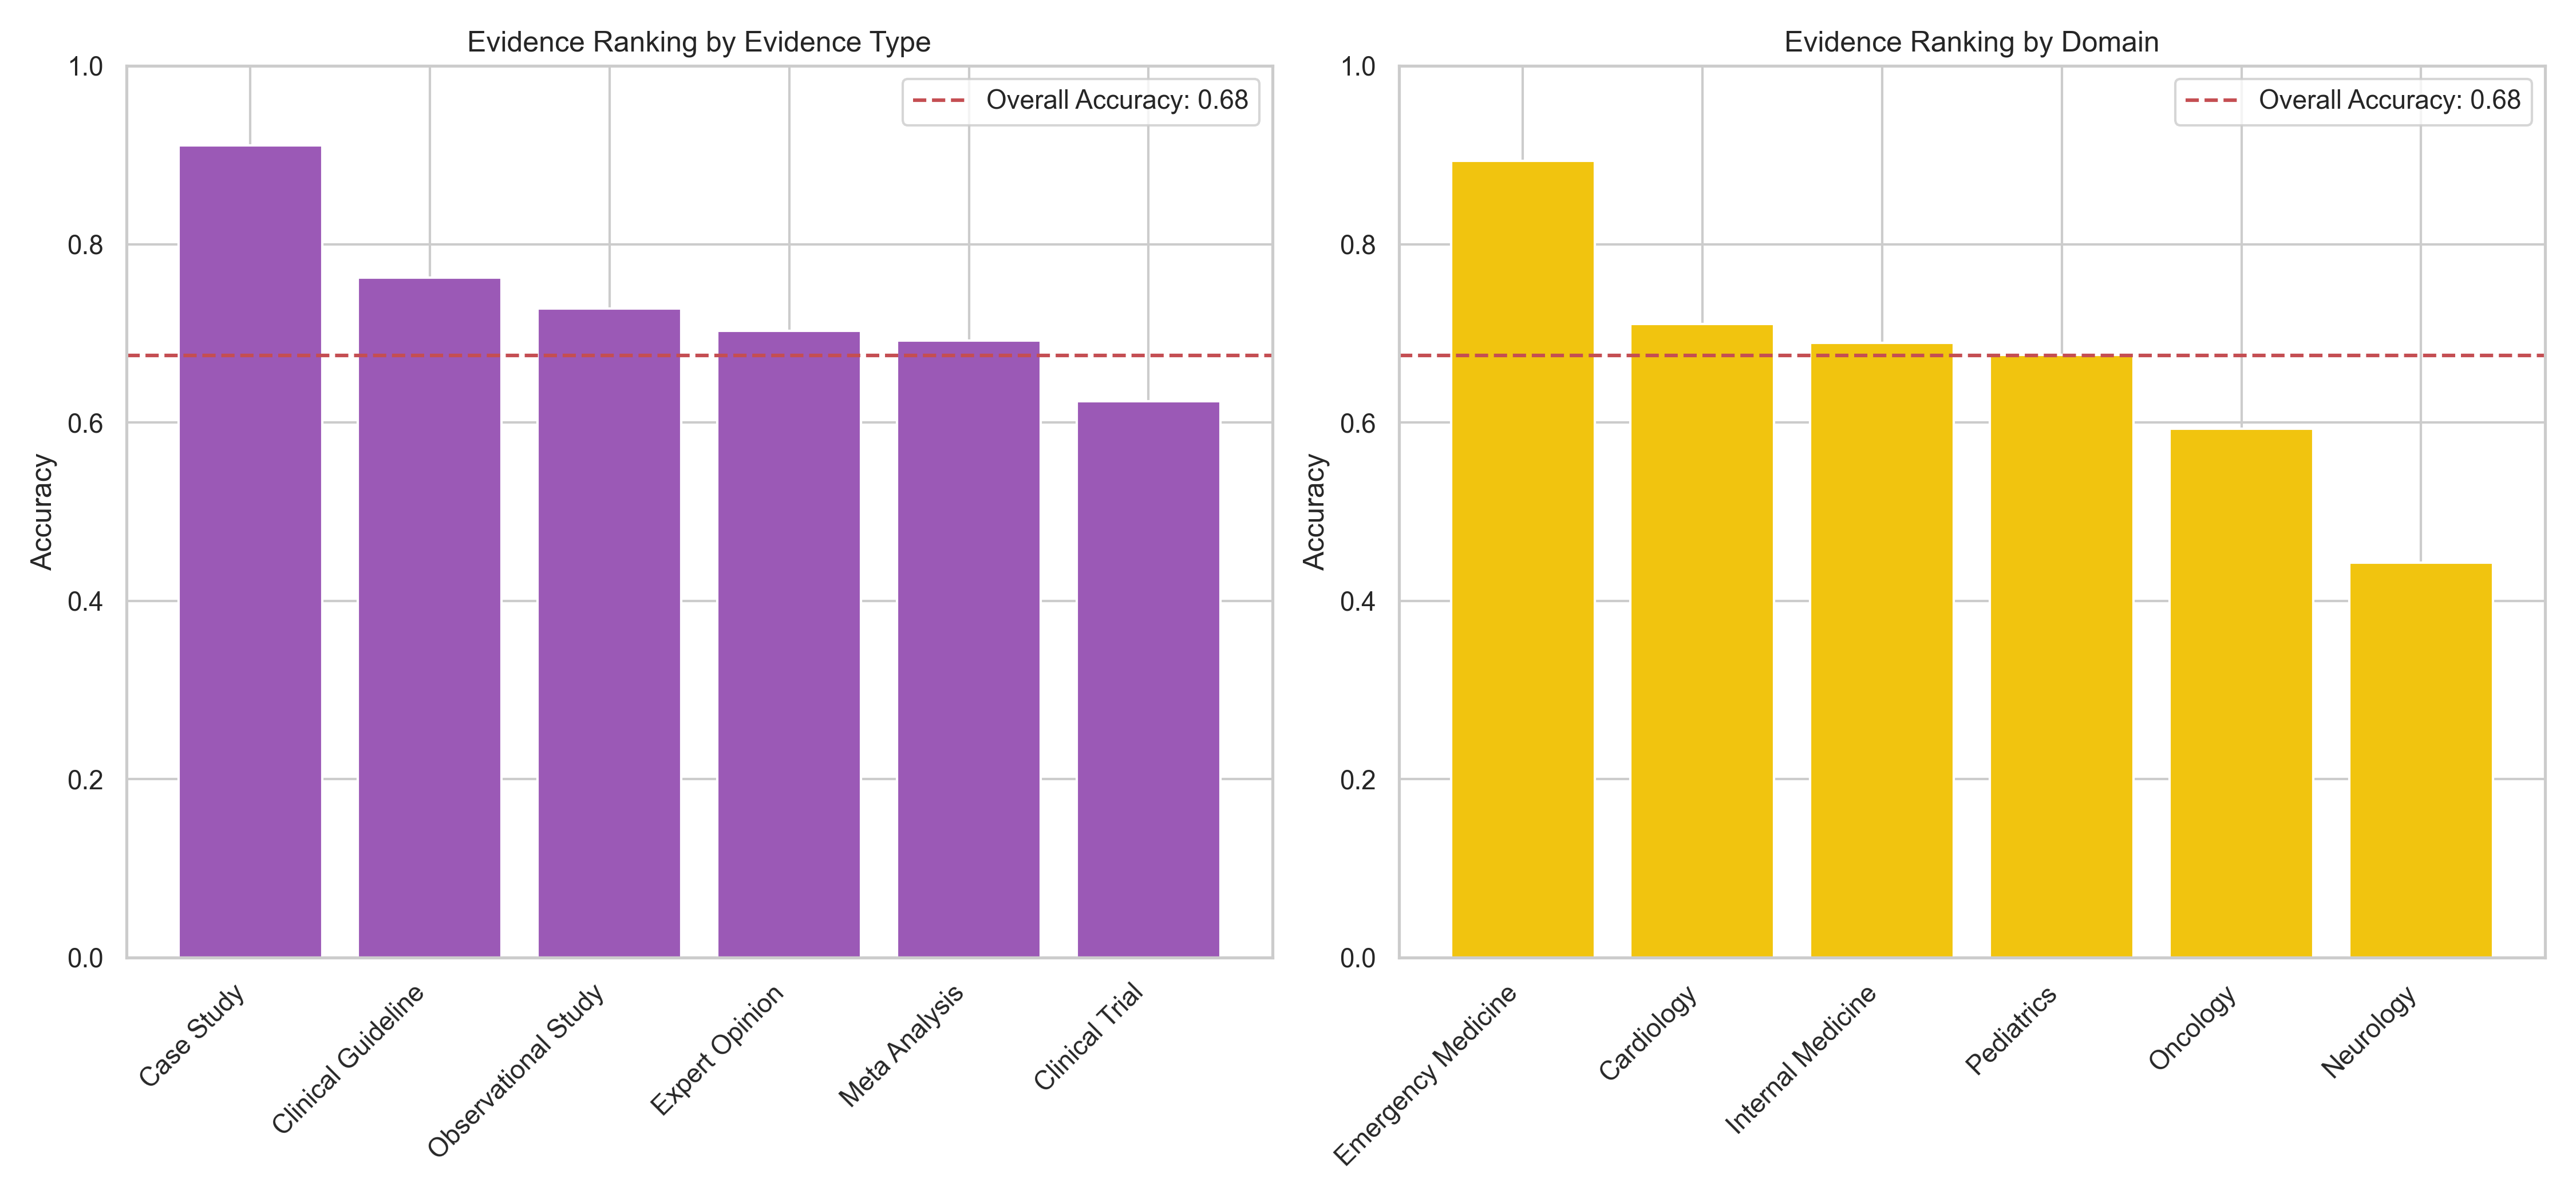 Evidence Ranking by Evidence Type
Overall Accuracy: 0.68
Accuracy
1.0
0.8
0.6
0.4
0.2
0.0
Case Study
Clinical Guideline
Observational Study
Expert Opinion
Meta Analysis
Clinical Trial
Evidence Ranking by Domain
Overall Accuracy: 0.68
Accuracy
1.0
0.8
0.6
0.4
0.2
0.0
Emergency Medicine
Cardiology
Internal Medicine
Pediatrics
Oncology
Neurology